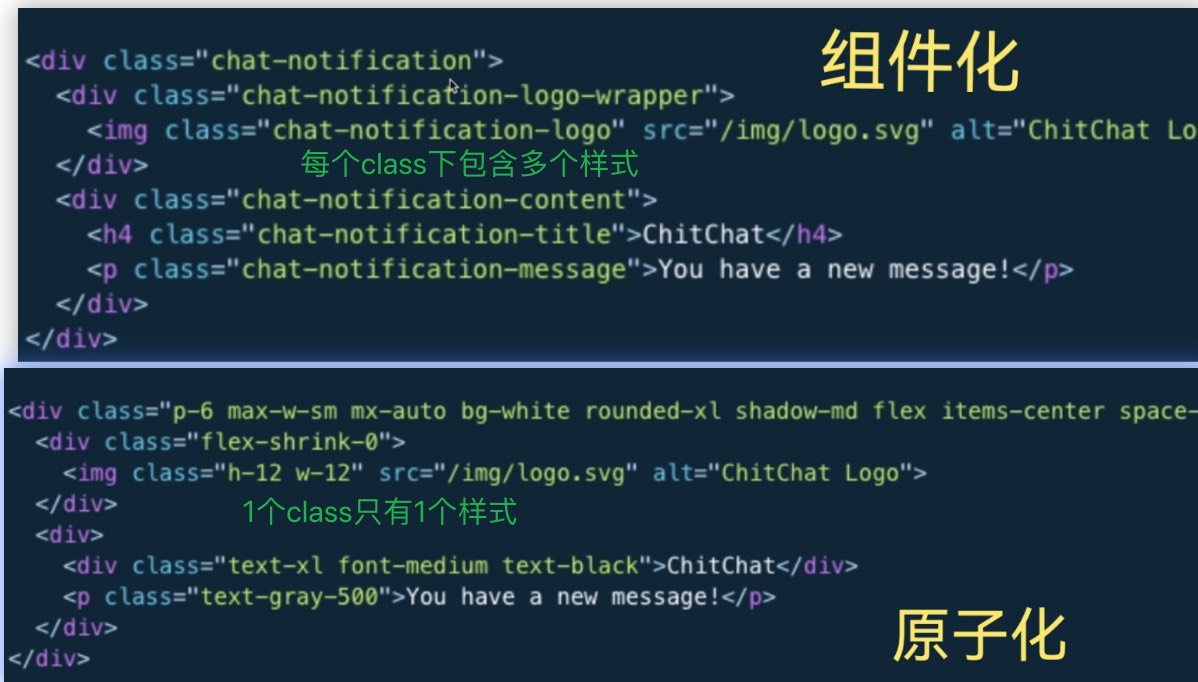 组件化
<div class="chat-notification">
<div class="chat-notification-logo-wrapper">
<img class="chat-notification-logo" src="/img/logo.svg" alt="ChitChat Lo
</div>
每个class下包含多个样式
<div class="chat-notification-content">
<h4 class="chat-notification-title">ChitChat</h4>
<p class="chat-notification-message">You have a new message!</p>
</div>
</div>
<div class="p-6 max-w-sm mx-auto bg-white rounded-xl shadow-md flex items-center space-
<div class="flex-shrink-0">
<img class="h-12 w-12" src="/img/logo.svg" alt="ChitChat Logo">
</div>
1个class只有1个样式
<div>
<div class="text-xl font-medium text-black">ChitChat</div>
<p class="text-gray-500">You have a new message!</p>
</div>
</div>
原子化